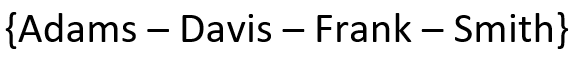 {Adams – Davis – Frank – Smith}